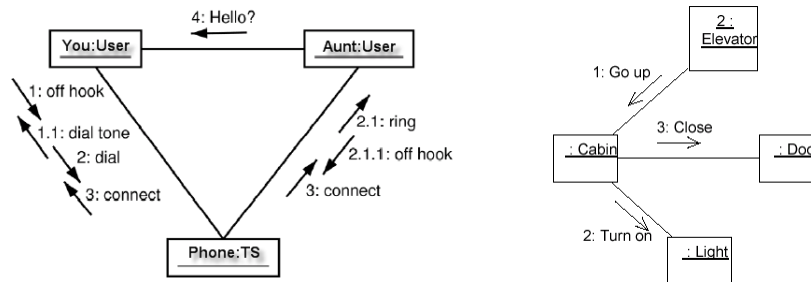 4: Hello?
You:User
Aunt:User
1: off hook
1.1: dial tone
2: dial
3: connect
2.1: ring
2.1.1: off hook
3: connect
Phone:TS
2 :
Elevator
1: Go up
3: Close
: Cabin
2: Turn on
: Light